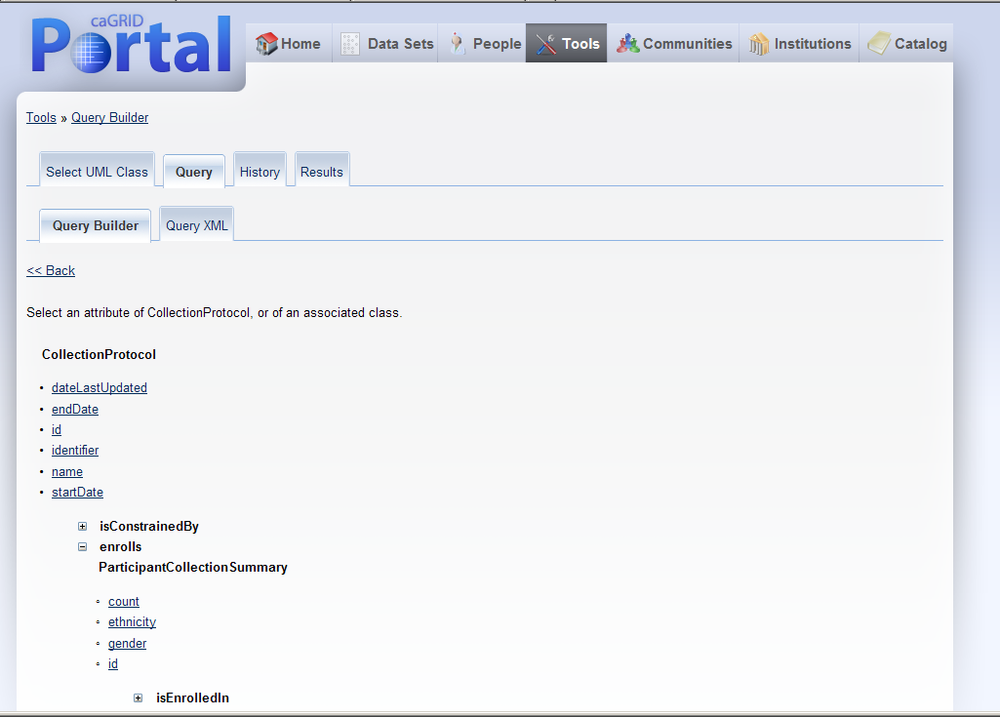 caGRID
Portal
Home Data Sets People Tools Communities Institutions Catalog
Tools » Query Builder
Select UML Class Query History Results
Query Builder Query XML
<< Back
Select an attribute of CollectionProtocol, or of an associated class.
CollectionProtocol
• dateLastUpdated
• endDate
• id
• identifier
• name
• startDate
isConstrainedBy
enrolls
ParticipantCollectionSummary
count
ethnicity
gender
id
isEnrolledIn